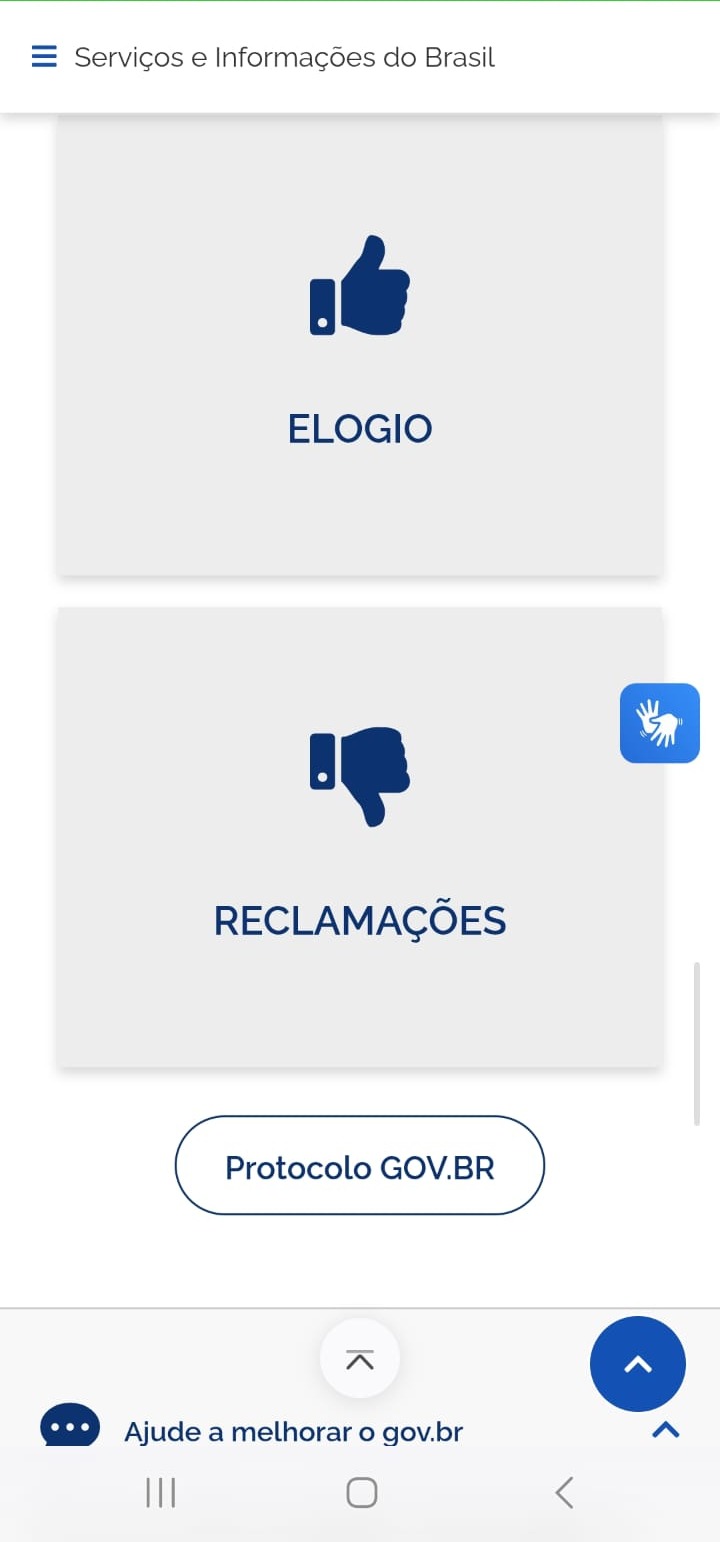 Serviços e Informações do Brasil
ELOGIO
RECLAMAÇÕES
Protocolo GOV.BR
Ajude a melhorar o gov.br